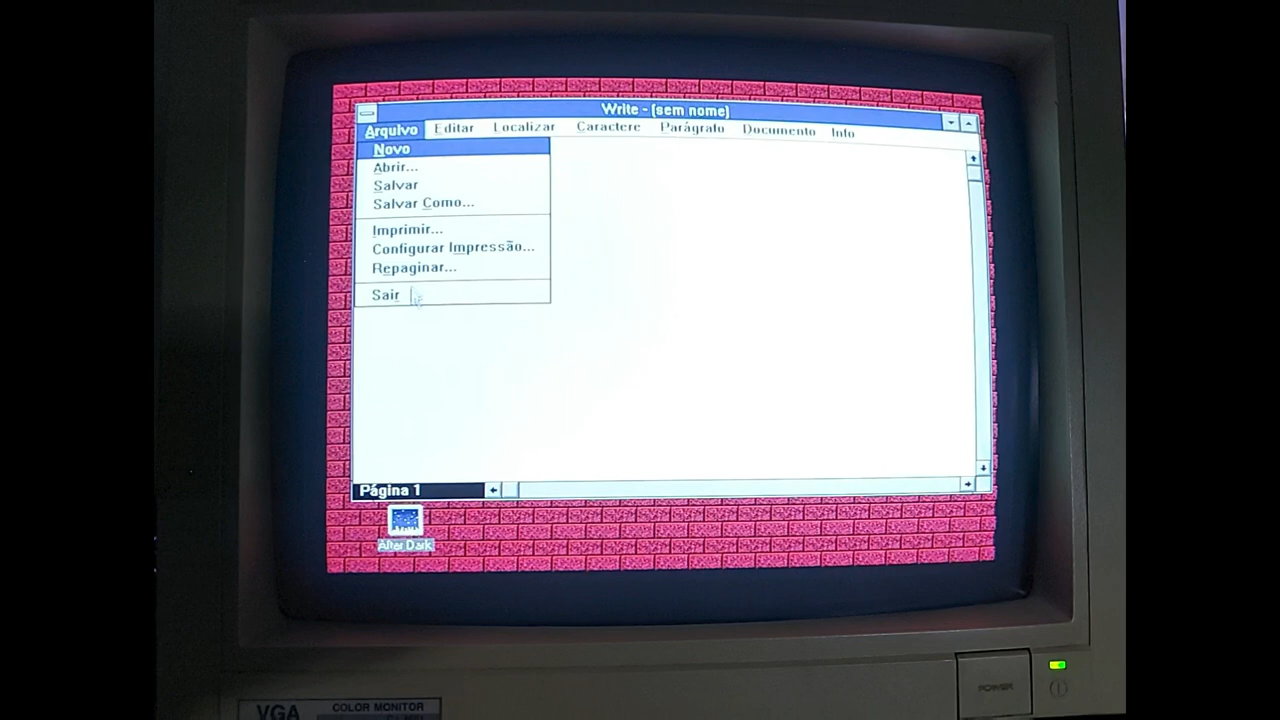 Write - (sem nome)
Arquivo Editar Localizar Caractere Parágrafo Documento Info
Novo
Abrir...
Salvar
Salvar Como...
Imprimir...
Configurar Impressão...
Repaginar...
Sair
Página 1
After Dark
POWER
VGA COLOR MONITOR